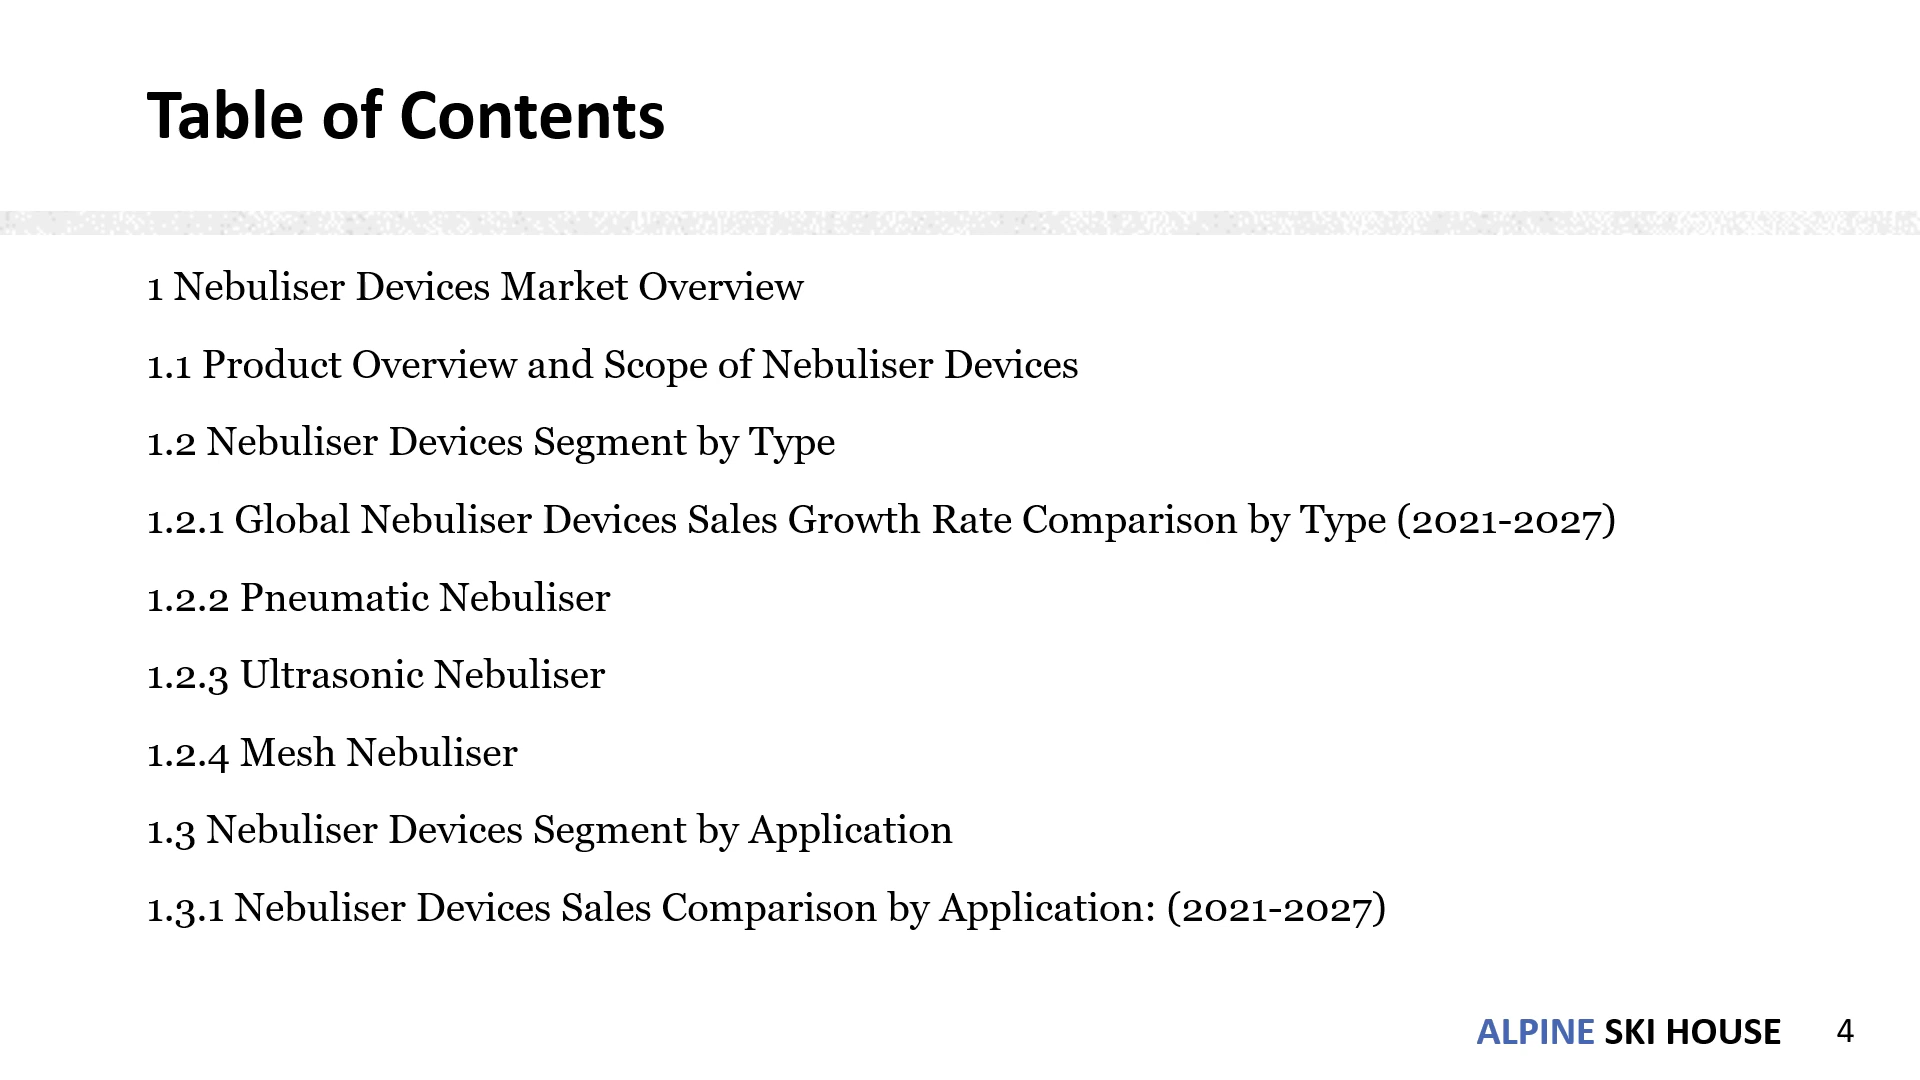 Table of Contents
1 Nebuliser Devices Market Overview
1.1 Product Overview and Scope of Nebuliser Devices
1.2 Nebuliser Devices Segment by Type
1.2.1 Global Nebuliser Devices Sales Growth Rate Comparison by Type (2021-2027)
1.2.2 Pneumatic Nebuliser
1.2.3 Ultrasonic Nebuliser
1.2.4 Mesh Nebuliser
1.3 Nebuliser Devices Segment by Application
1.3.1 Nebuliser Devices Sales Comparison by Application: (2021-2027)
ALPINE SKI HOUSE 4